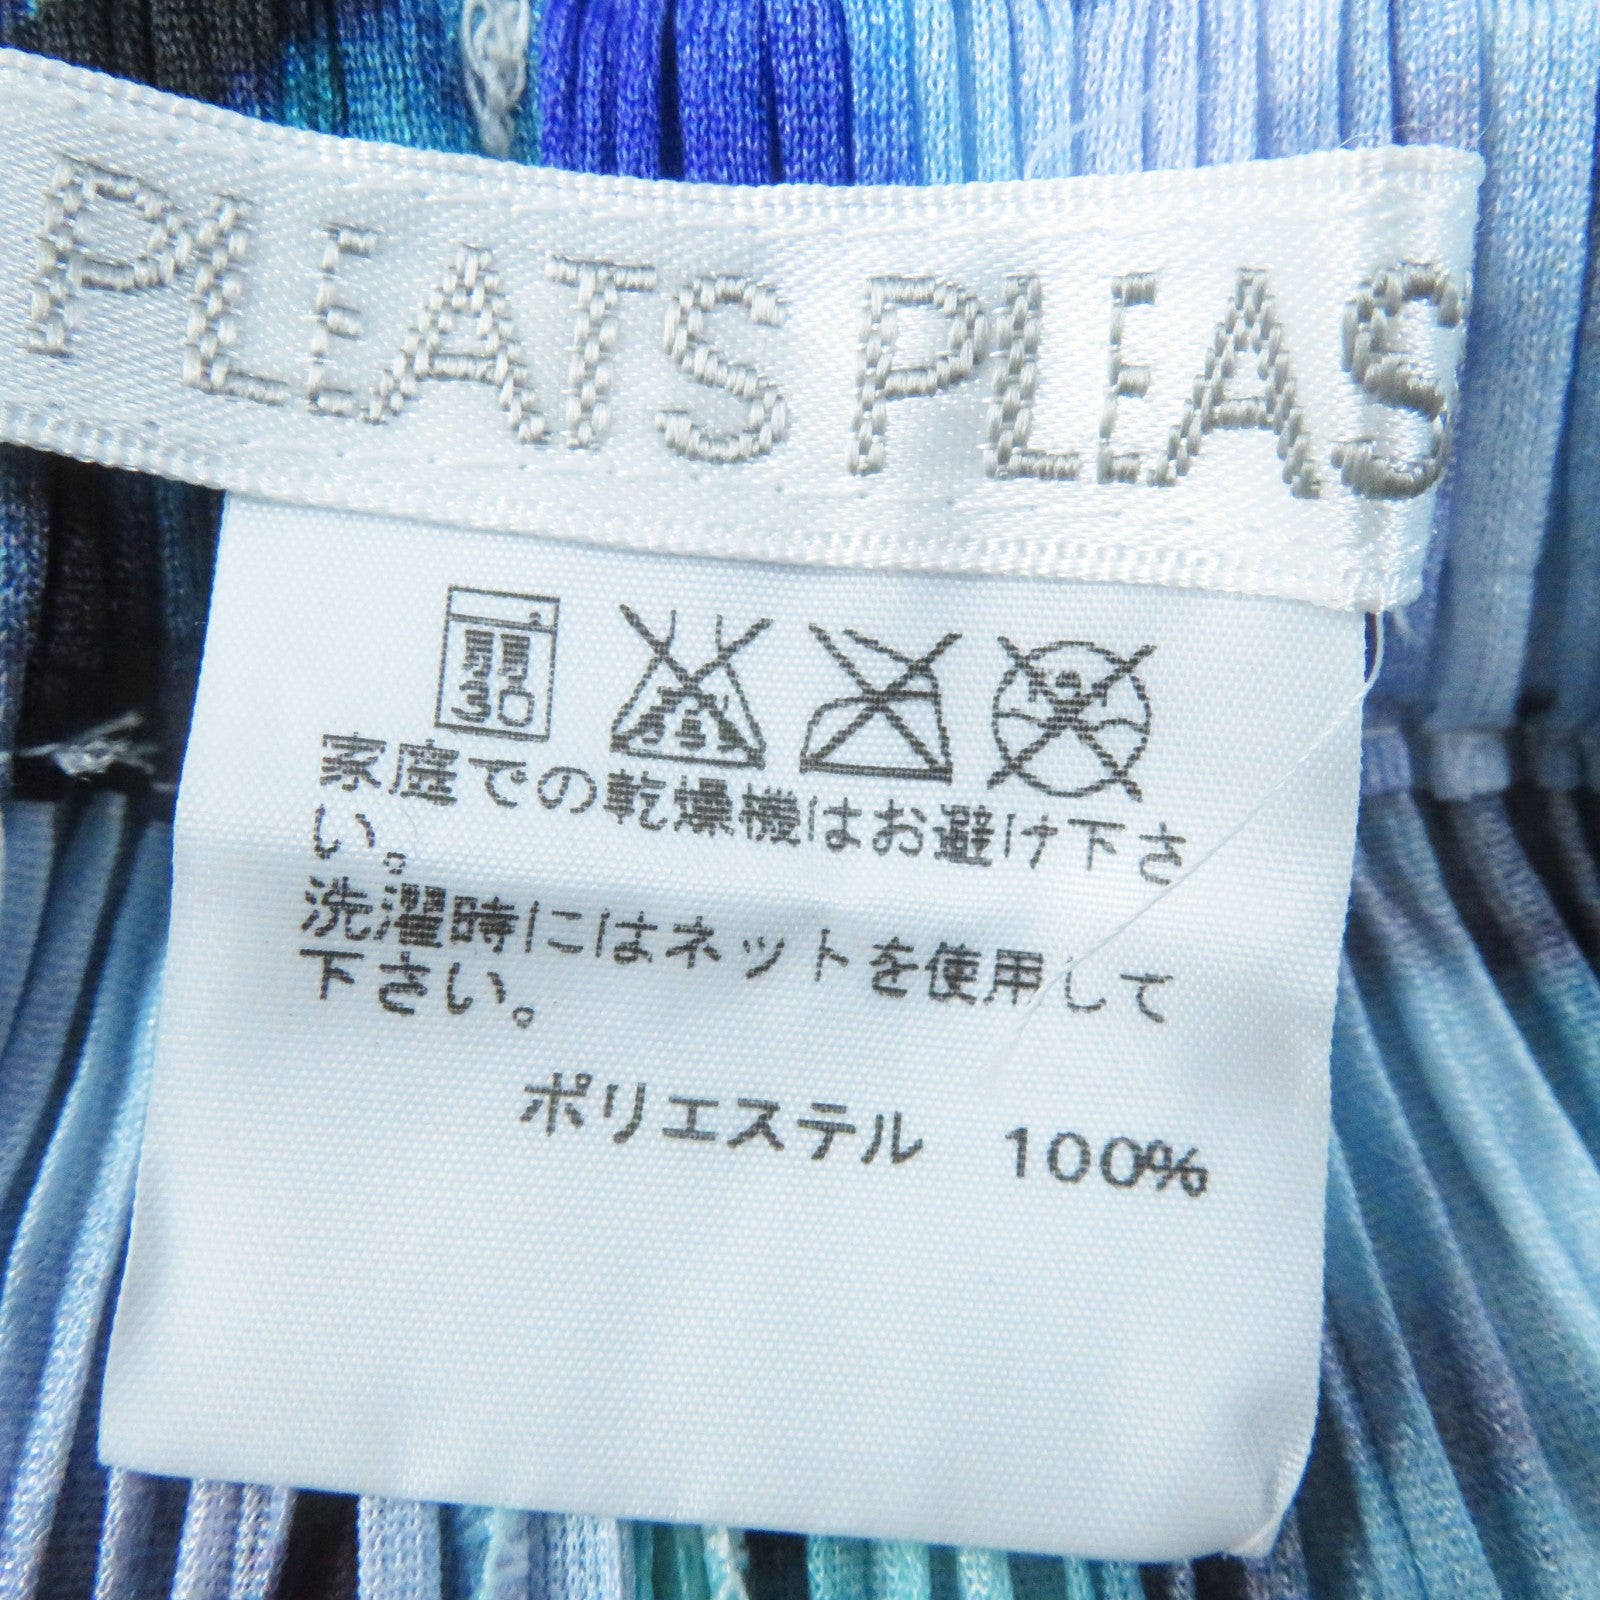 PLEATS PLEAS
弱
30
家庭での乾燥機はお避け下さ
い。
洗濯時にはネットを使用して
下さい。
ポリエステル 100%